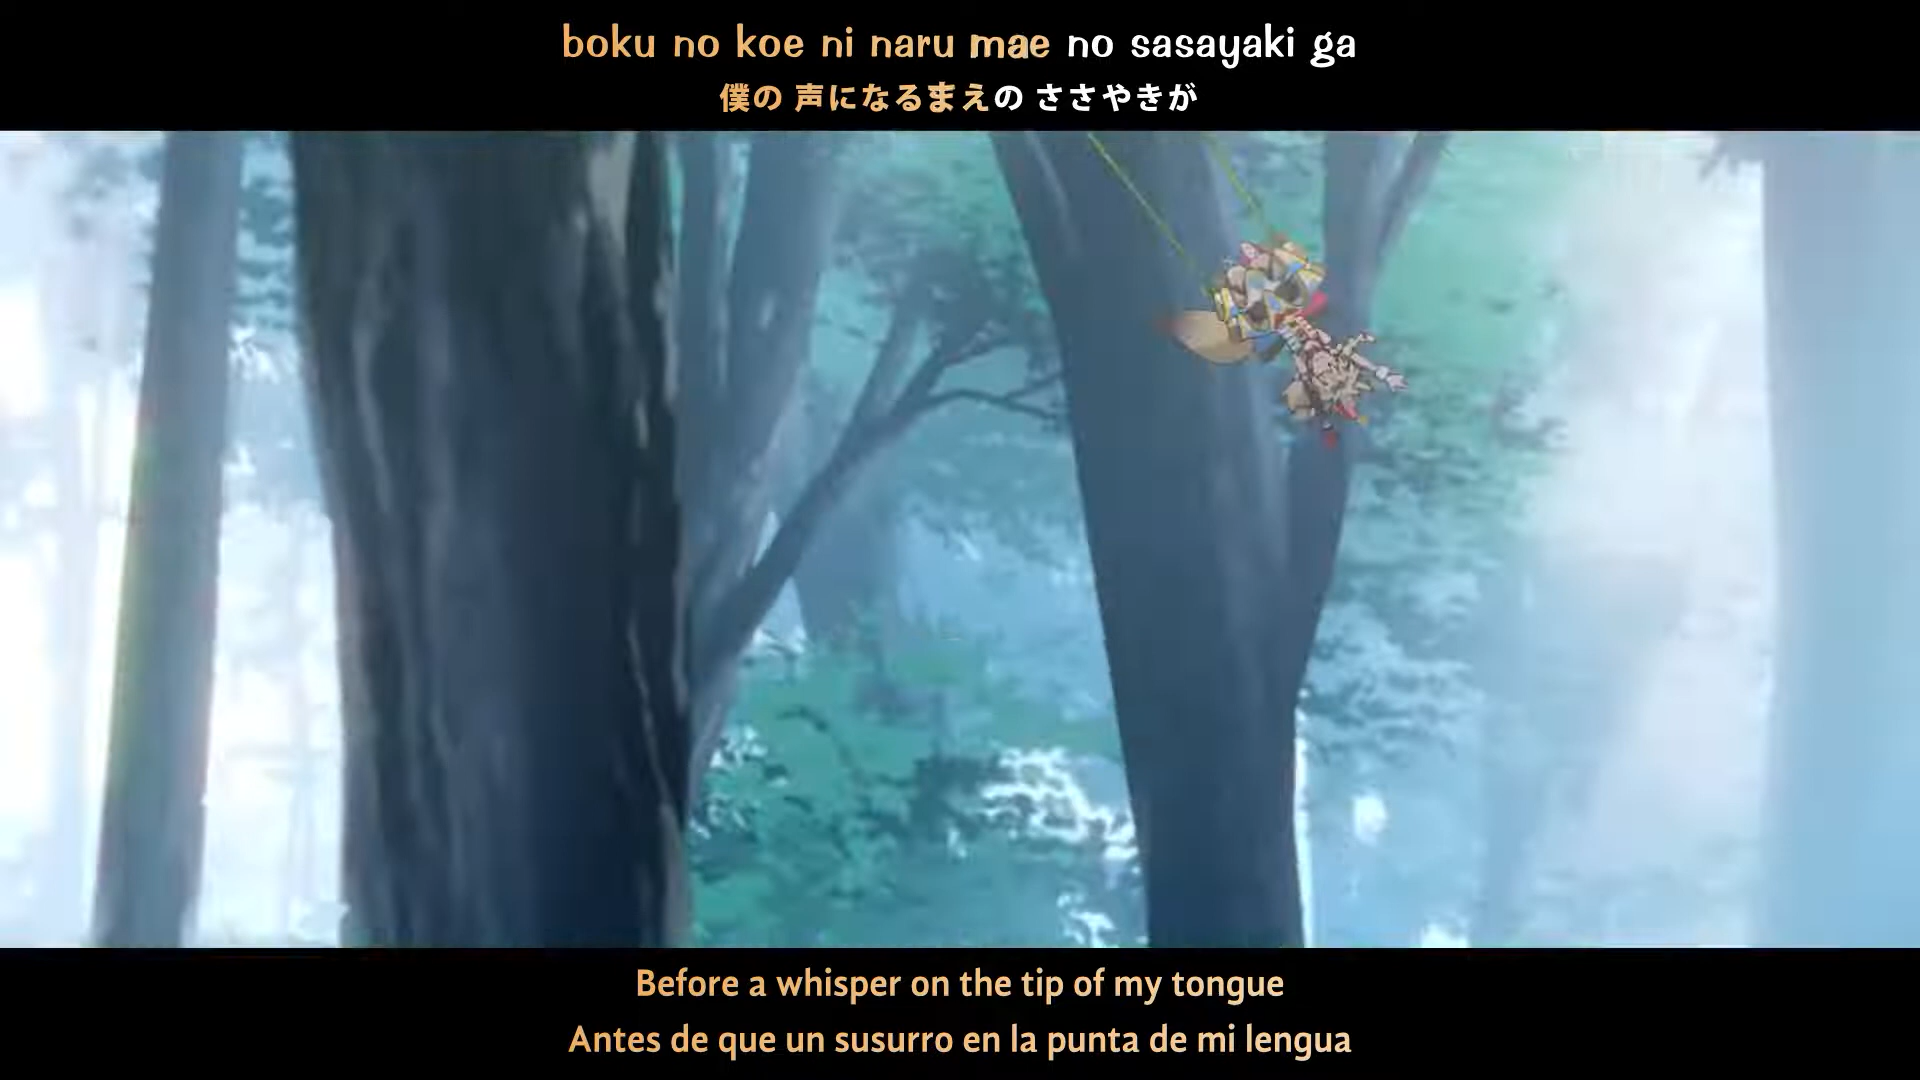 boku no koe ni naru mae no sasayaki ga
僕の 声になるまえの ささやきが
Before a whisper on the tip of my tongue
Antes de que un susurro en la punta de mi lengua